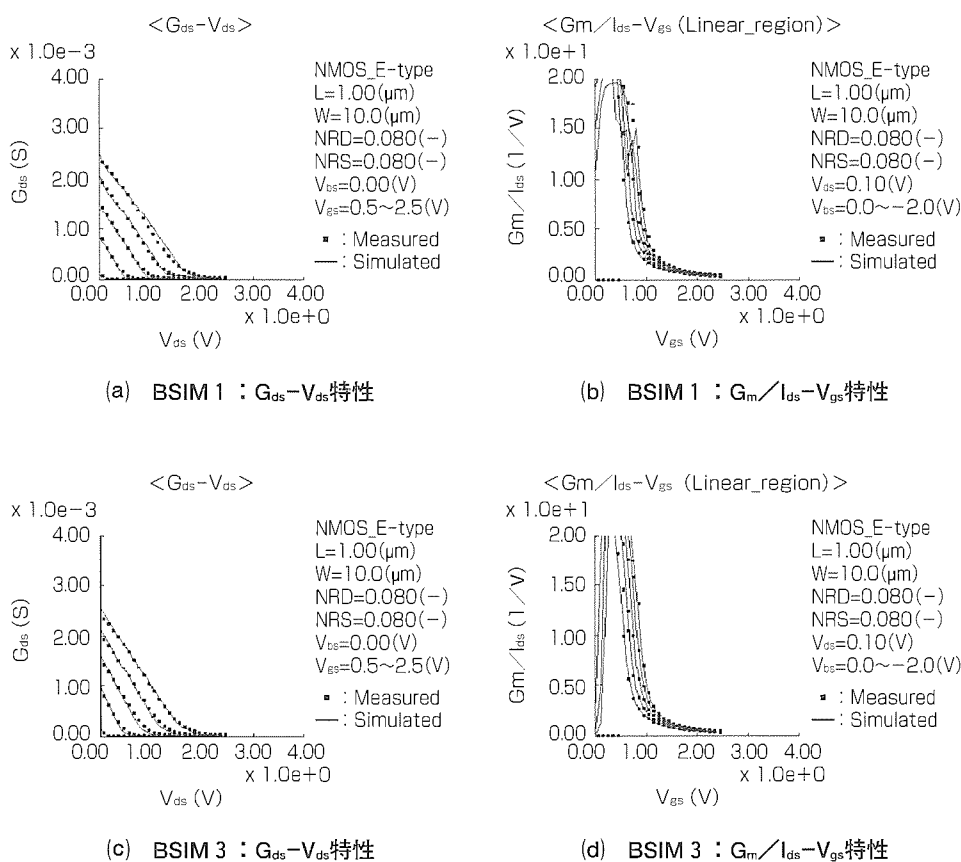 <Gds-Vds>
x 1.0e-3
4.00
3.00
2.00
1.00
0.00
Gds (S)
0.00 1.00 2.00 3.00 4.00
x 1.0e+0
Vds (V)
NMOS_E-type
L=1.00(μm)
W=10.0(μm)
NRD=0.080(-)
NRS=0.080(-)
Vbs=0.00(V)
Vgs=0.5~2.5(V)
: Measured
: Simulated
(a) BSIM 1 : Gds-Vds特性
<Gm/Ids-Vgs (Linear_region)>
x 1.0e+1
2.00
1.50
1.00
0.50
0.00
Gm/Ids (1/V)
0.00 1.00 2.00 3.00 4.00
x 1.0e+0
Vgs (V)
NMOS_E-type
L=1.00(μm)
W=10.0(μm)
NRD=0.080(-)
NRS=0.080(-)
Vds=0.10(V)
Vbs=0.0~-2.0(V)
: Measured
: Simulated
(b) BSIM 1 : Gm/Ids-Vgs特性
<Gds-Vds>
x 1.0e-3
4.00
3.00
2.00
1.00
0.00
Gds (S)
0.00 1.00 2.00 3.00 4.00
x 1.0e+0
Vds (V)
NMOS_E-type
L=1.00(μm)
W=10.0(μm)
NRD=0.080(-)
NRS=0.080(-)
Vbs=0.00(V)
Vgs=0.5~2.5(V)
: Measured
: Simulated
(c) BSIM 3 : Gds-Vds特性
<Gm/Ids-Vgs (Linear_region)>
x 1.0e+1
2.00
1.50
1.00
0.50
0.00
Gm/Ids (1/V)
0.00 1.00 2.00 3.00 4.00
x 1.0e+0
Vgs (V)
NMOS_E-type
L=1.00(μm)
W=10.0(μm)
NRD=0.080(-)
NRS=0.080(-)
Vds=0.10(V)
Vbs=0.0~-2.0(V)
: Measured
: Simulated
(d) BSIM 3 : Gm/Ids-Vgs特性